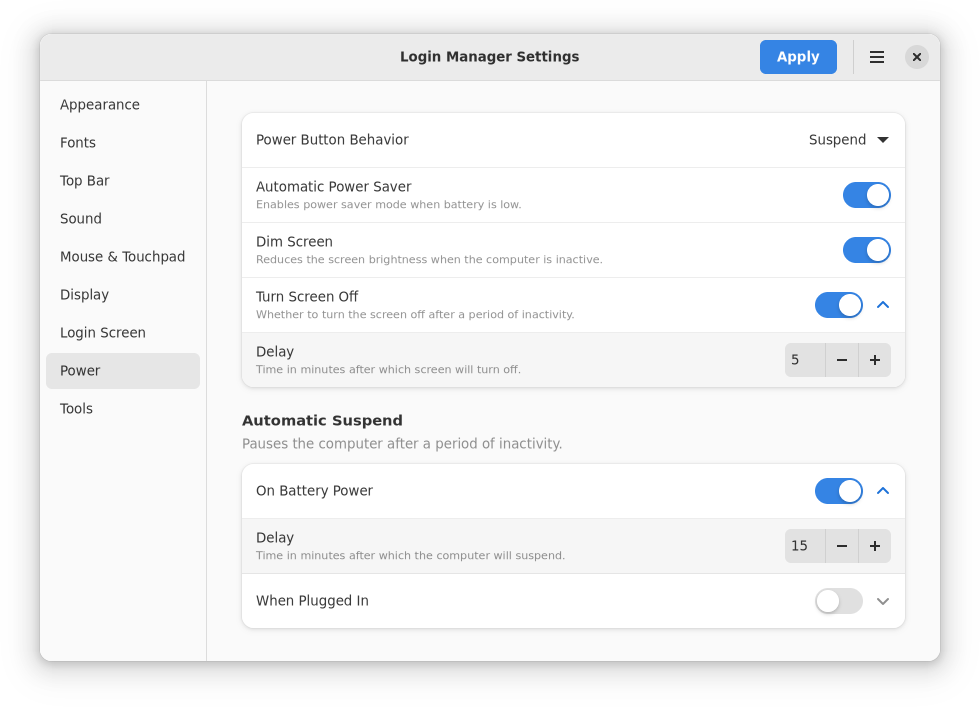 Login Manager Settings
Apply
Appearance
Fonts
Top Bar
Sound
Mouse & Touchpad
Display
Login Screen
Power
Tools
Power Button Behavior
Suspend
Automatic Power Saver
Enables power saver mode when battery is low.
Dim Screen
Reduces the screen brightness when the computer is inactive.
Turn Screen Off
Whether to turn the screen off after a period of inactivity.
Delay
Time in minutes after which screen will turn off.
5
Automatic Suspend
Pauses the computer after a period of inactivity.
On Battery Power
Delay
Time in minutes after which the computer will suspend.
15
When Plugged In